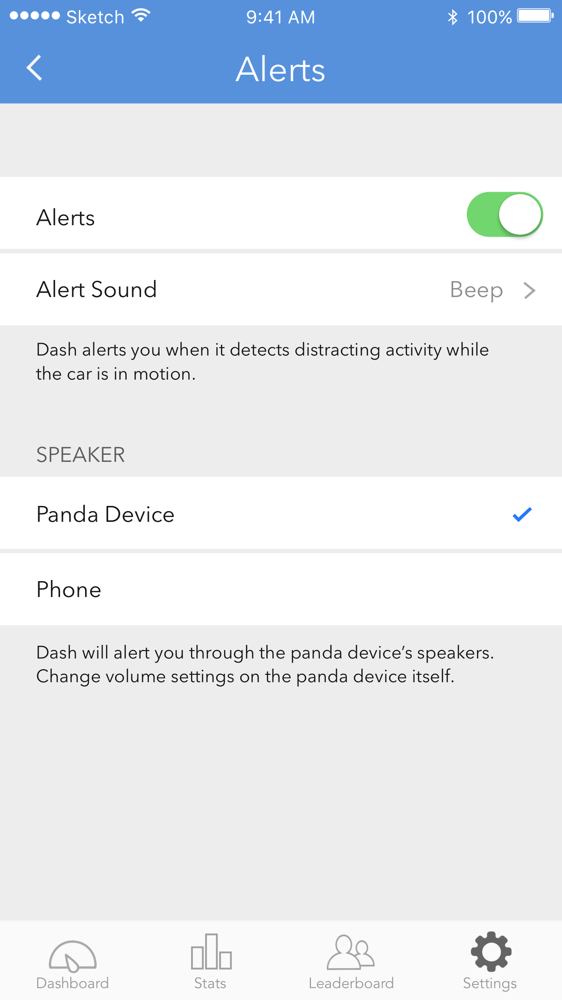 Sketch 9:41 AM 100%
Alerts
Alerts
Alert Sound Beep
Dash alerts you when it detects distracting activity while
the car is in motion.
SPEAKER
Panda Device
Phone
Dash will alert you through the panda device’s speakers.
Change volume settings on the panda device itself.
Dashboard Stats Leaderboard Settings